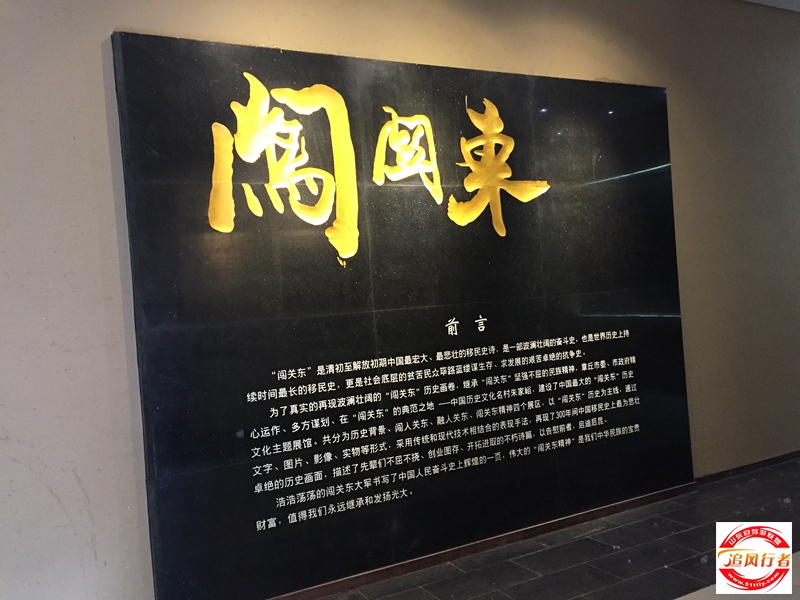 闯关東
前言
“闯关东”是清初至解放初期中国最宏大、最悲壮的移民史诗，是一部波澜壮阔的奋斗史，也是世界历史上持
续时间最长的移民史，更是社会底层的贫苦民众筚路蓝缕谋生存、求发展的艰苦卓绝的抗争史。
为了真实的再现波澜壮阔的“闯关东”历史画卷，继承“闯关东”坚强不屈的民族精神，章丘市委、市政府精
心运作、多方谋划，在“闯关东”的典范之地——中国历史文化名村朱家峪，建设了中国最大的“闯关东”历史
文化主题展馆。共分为历史背景、闯人关东、融人关东、闯关东精神四个展区，以“闯关东”历史为主线，通过
文字、图片、影像、实物等形式，采用传统和现代技术相结合的表现手法，再现了300年间中国移民史上最为悲壮
卓绝的历史画面，描述了先辈们不屈不挠、创业图存、开拓进取的不朽诗篇，以告慰前者，启迪后昆。
浩浩荡荡的闯关东大军书写了中国人民奋斗史上辉煌的一页，伟大的“闯关东精神”是我们中华民族的宝贵
财富，值得我们永远继承和发扬光大。
山东自驾游联盟
追风行者
www.51ttly.com